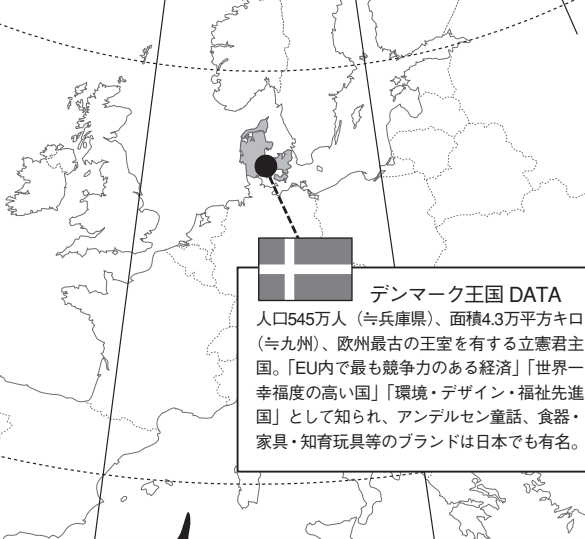 デンマーク王国 DATA
人口545万人（≒兵庫県）、面積4.3万平方キロ
（≒九州）、欧州最古の王室を有する立憲君主
国。「EU内で最も競争力のある経済」「世界一
幸福度の高い国」「環境・デザイン・福祉先進
国」として知られ、アンデルセン童話、食器・
家具・知育玩具等のブランドは日本でも有名。